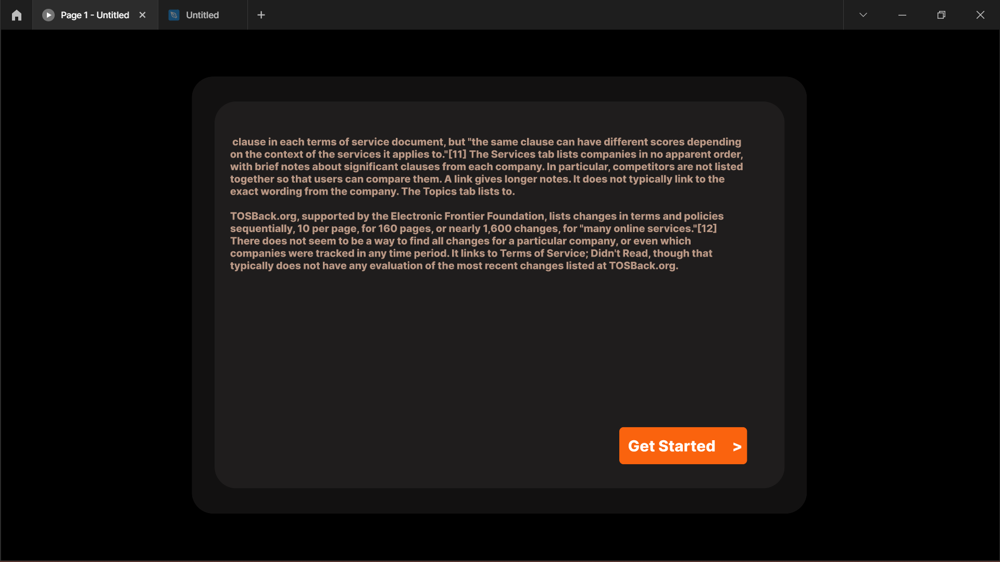 Page 1 - Untitled
Untitled
clause in each terms of service document, but "the same clause can have different scores depending
on the context of the services it applies to."[11] The Services tab lists companies in no apparent order,
with brief notes about significant clauses from each company. In particular, competitors are not listed
together so that users can compare them. A link gives longer notes. It does not typically link to the
exact wording from the company. The Topics tab lists to.
TOSBack.org, supported by the Electronic Frontier Foundation, lists changes in terms and policies
sequentially, 10 per page, for 160 pages, or nearly 1,600 changes, for "many online services."[12]
There does not seem to be a way to find all changes for a particular company, or even which
companies were tracked in any time period. It links to Terms of Service; Didn't Read, though that
typically does not have any evaluation of the most recent changes listed at TOSBack.org.
Get Started >